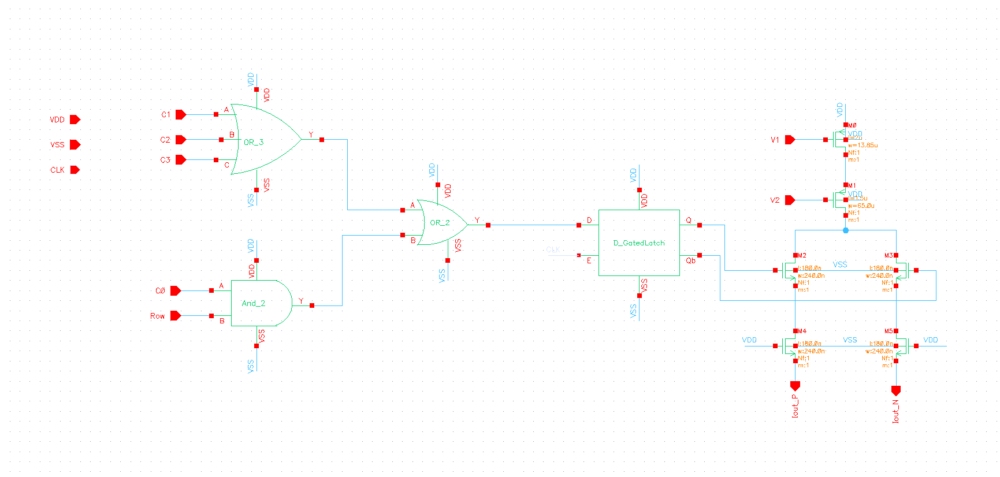 VDD
VSS
CLK
C1
C2
C3
A
B
C
OR_3
Y
VDD
VDD
VSS
VSS
C0
Row
A
B
And_2
Y
VDD
VDD
VSS
VSS
A
B
OR_2
Y
VDD
VDD
VSS
VSS
CLK
D
E
D_GatedLatch
Q
Qb
VDD
VDD
VSS
VSS
VDD
V1
M0
VDD
l=2u
w=13.85u
Nf:1
m:1
V2
M1
VDD
w=65.0u
Nf:1
m:1
M2
l:180.0n
w:240.0n
Nf:1
m:1
VSS
M3
l:180.0n
w:240.0n
Nf:1
m:1
VDD
M4
l:180.0n
w:240.0n
Nf:1
m:1
VSS
M5
l:180.0n
w:240.0n
Nf:1
m:1
VDD
Iout_P
Iout_N